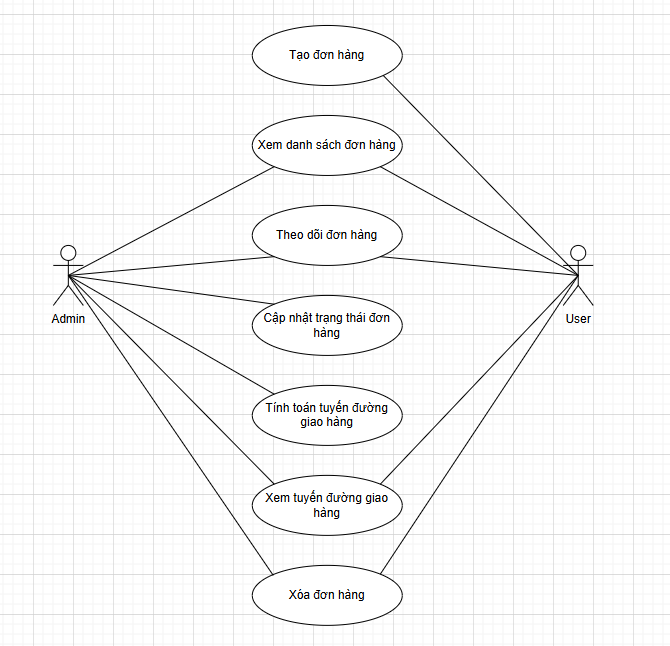 Tạo đơn hàng
Xem danh sách đơn hàng
Theo dõi đơn hàng
Admin
User
Cập nhật trạng thái đơn
hàng
Tính toán tuyến đường
giao hàng
Xem tuyến đường giao
hàng
Xóa đơn hàng